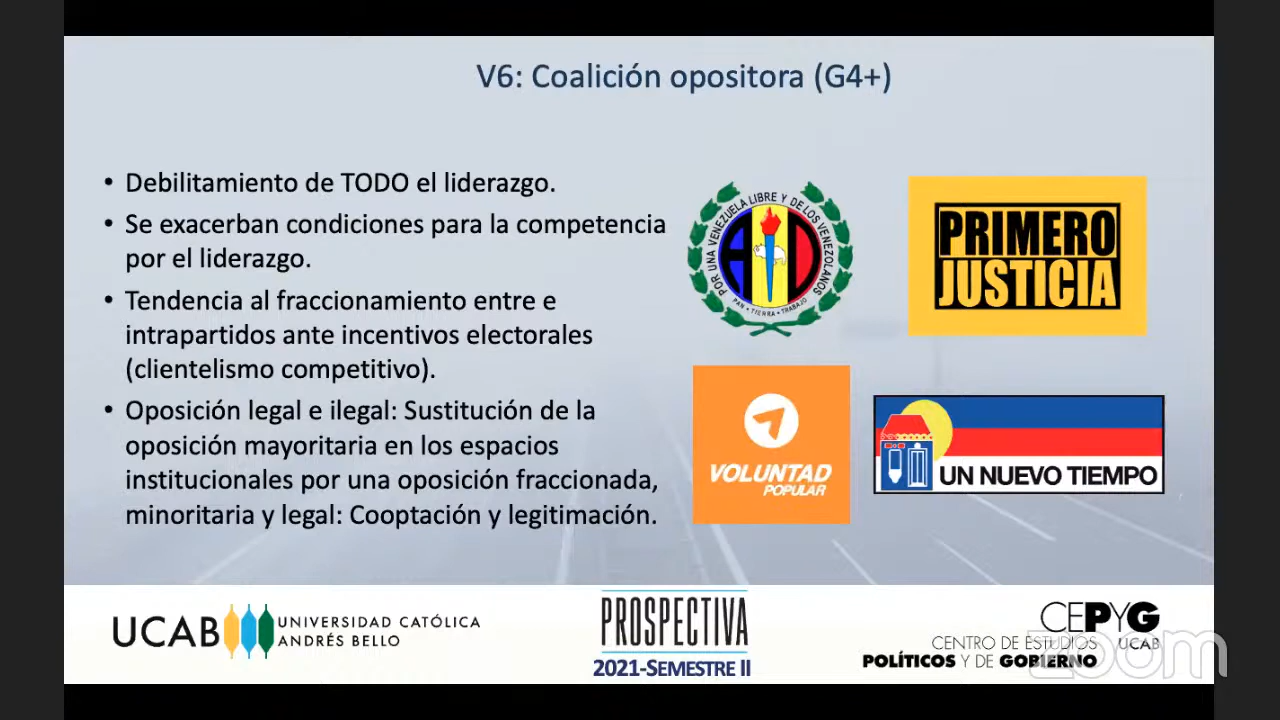 V6: Coalición opositora (G4+)
• Debilitamiento de TODO el liderazgo.
• Se exacerban condiciones para la competencia
por el liderazgo.
• Tendencia al fraccionamiento entre e
intrapartidos ante incentivos electorales
(clientelismo competitivo).
• Oposición legal e ilegal: Sustitución de la
oposición mayoritaria en los espacios
institucionales por una oposición fraccionada,
minoritaria y legal: Cooptación y legitimación.
POR UNA VENEZUELA LIBRE Y DE LOS VENEZOLANOS
AD
PAN • TIERRA • TRABAJO
PRIMERO
JUSTICIA
VOLUNTAD
POPULAR
UN NUEVO TIEMPO
UCAB
UNIVERSIDAD CATÓLICA
ANDRÉS BELLO
PROSPECTIVA
2021-SEMESTRE II
CEPYG
UCAB
CENTRO DE ESTUDIOS
POLÍTICOS Y DE GOBIERNO
zoom